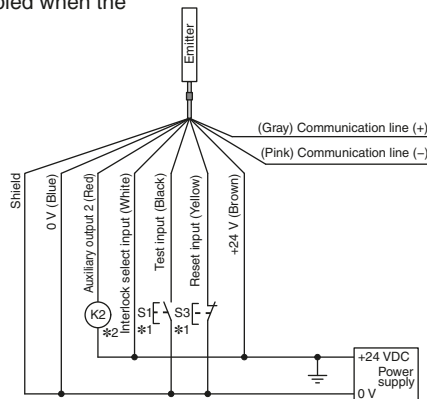 bled when the
Emitter
(Gray) Communication line (+)
(Pink) Communication line (−)
Shield
0 V (Blue)
Auxiliary output 2 (Red)
Interlock select input (White)
Test input (Black)
Reset input (Yellow)
+24 V (Brown)
K2
*2
S1
*1
S3
*1
+24 VDC
Power
supply
0 V